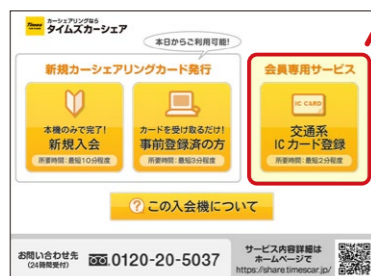 Times
カーシェアリングなら
タイムズカーシェア
本日からご利用可能!
新規カーシェアリングカード発行
本機のみで完了!
新規入会
所要時間:最短10分程度
カードを受け取るだけ!
事前登録済の方
所要時間:最短3分程度
会員専用サービス
IC CARD
交通系
ICカード登録
所要時間:最短2分程度
? この入会機について
お問い合わせ先
(24時間受付)
0120-20-5037
サービス内容詳細は
ホームページで
https://share.timescar.jp/